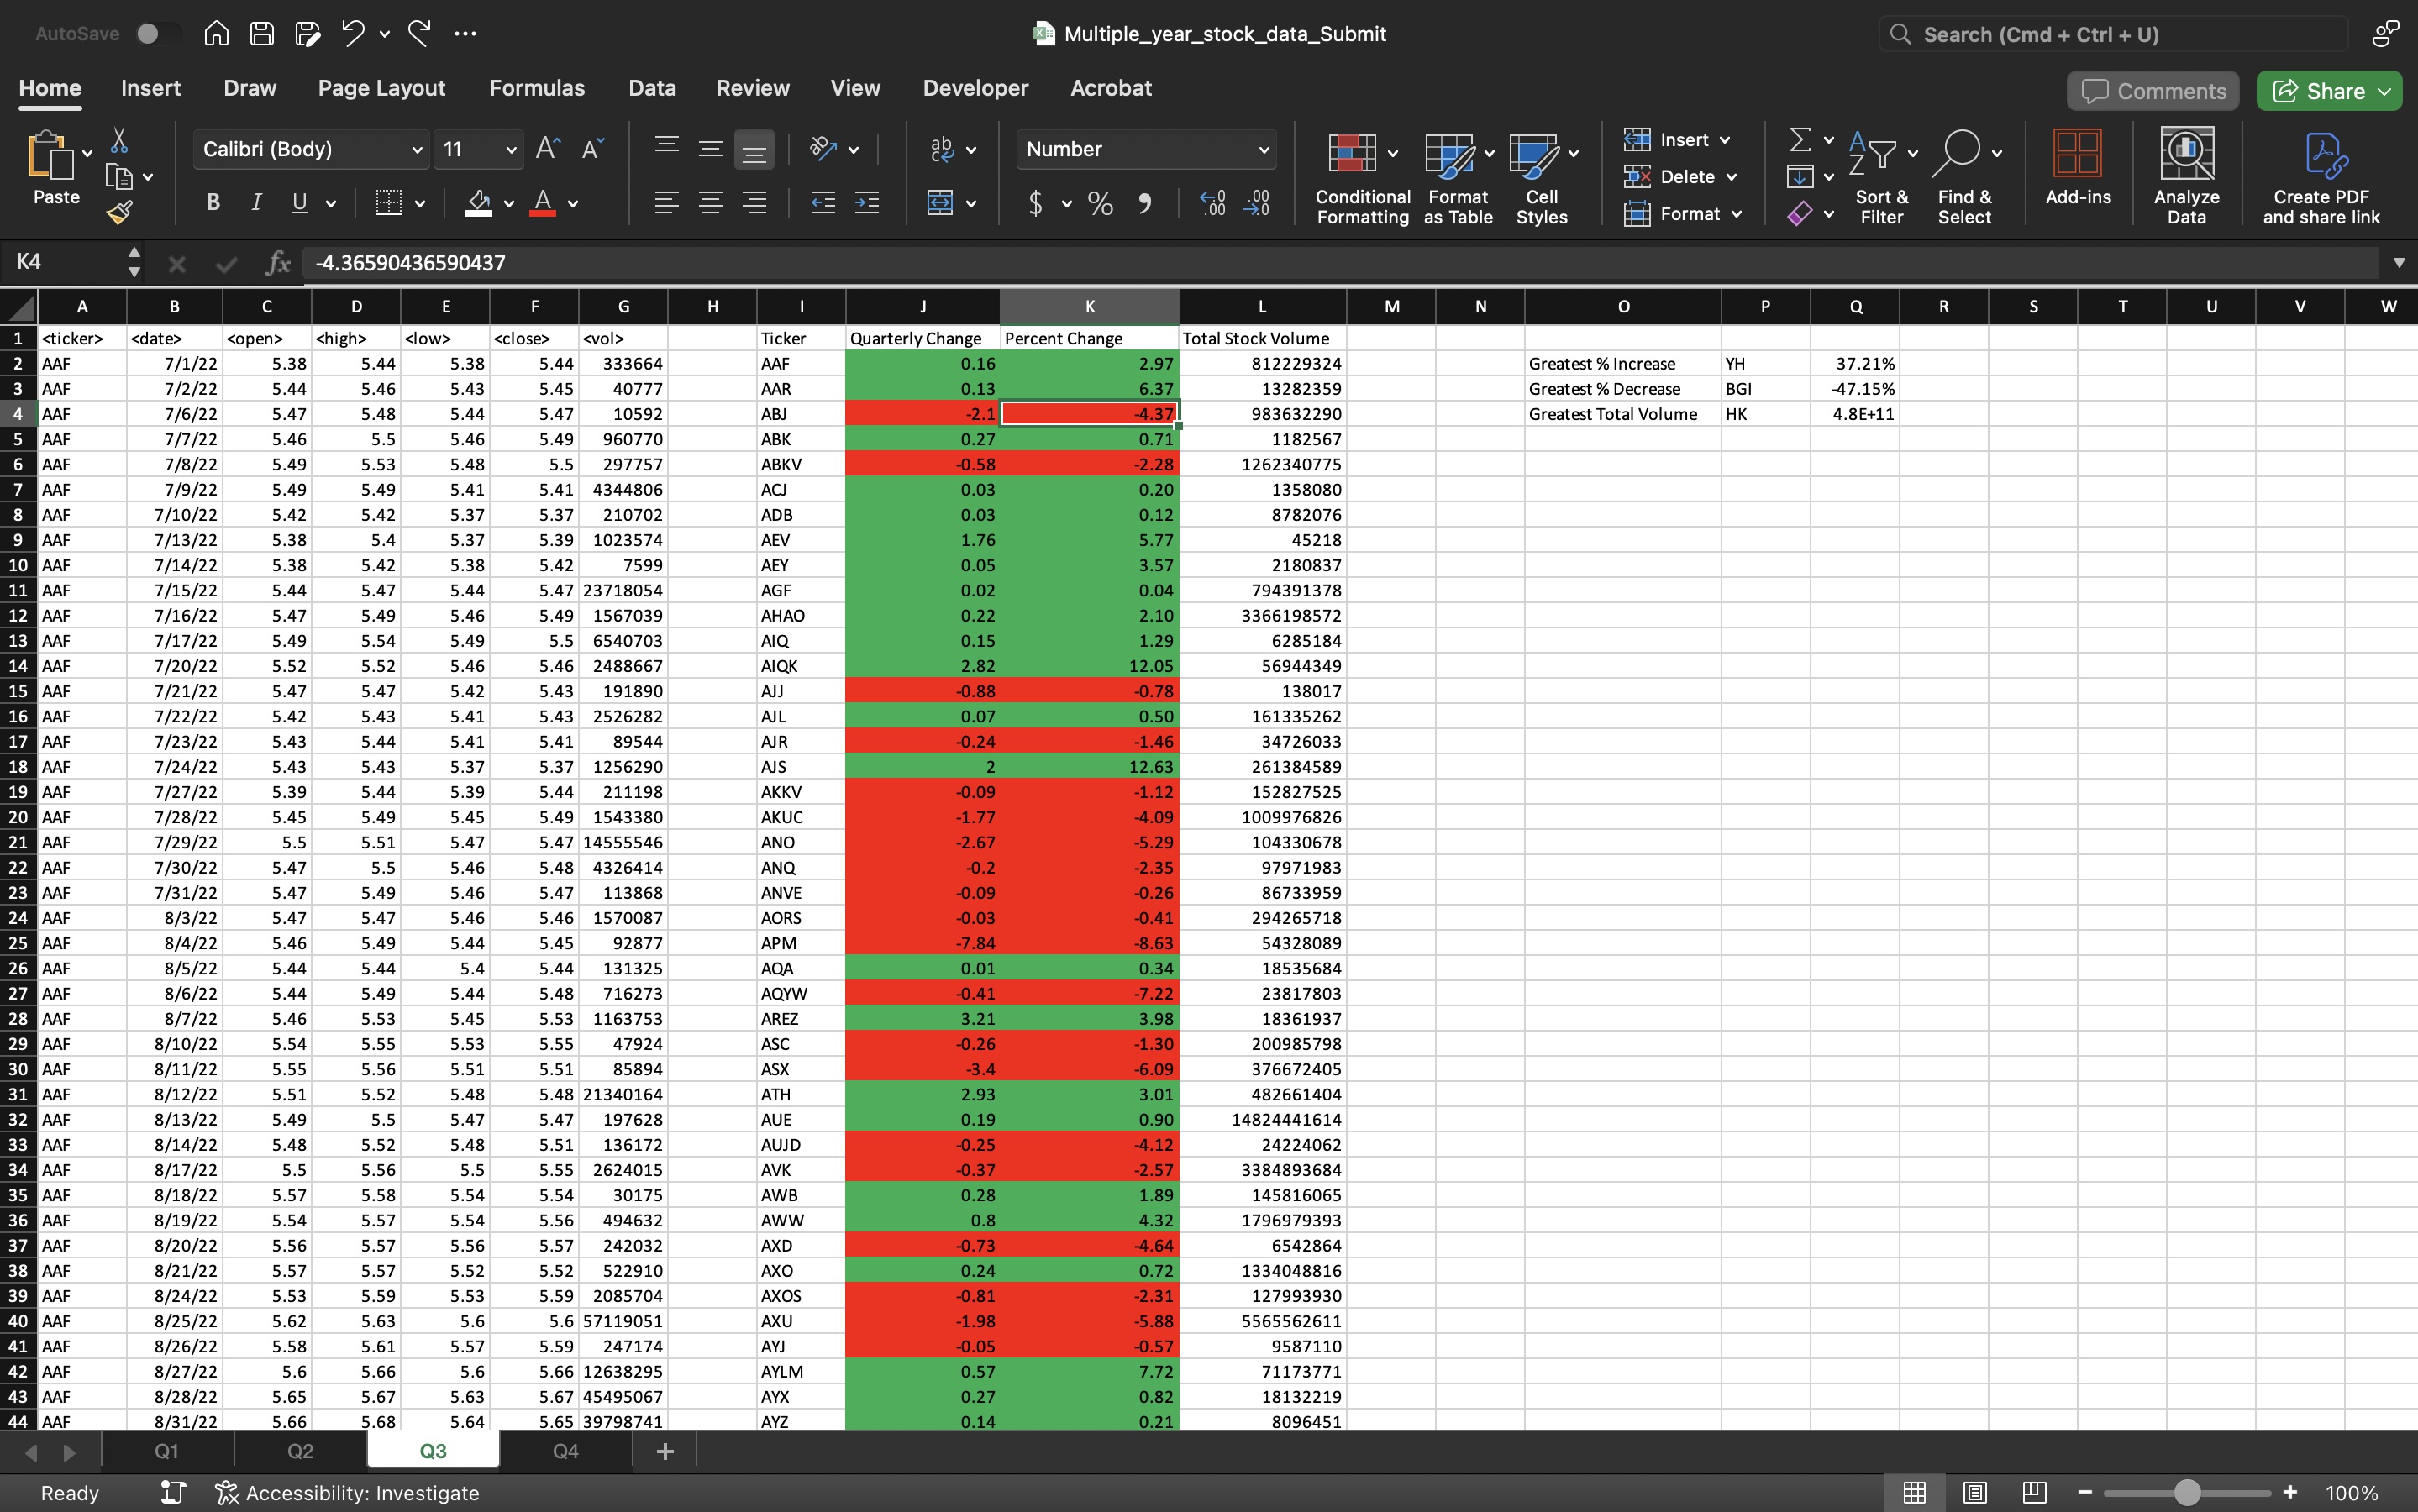 AutoSave
Multiple_year_stock_data_Submit
Search (Cmd + Ctrl + U)
Home Insert Draw Page Layout Formulas Data Review View Developer Acrobat
Comments Share
Paste
Calibri (Body) 11
B I U A
ab
Number
$ % 9 .00
Conditional Formatting
Format as Table
Cell Styles
Insert
Delete
Format
Sort & Filter
Find & Select
Add-ins
Analyze Data
Create PDF and share link
K4 fx -4.36590436590437
A B C D E F G H I J K L M N O P Q R S T U V W
1 <ticker> <date> <open> <high> <low> <close> <vol> Ticker Quarterly Change Percent Change Total Stock Volume
2 AAF 7/1/22 5.38 5.44 5.38 5.44 333664 AAF 0.16 2.97 812229324 Greatest % Increase YH 37.21%
3 AAF 7/2/22 5.44 5.46 5.43 5.45 40777 AAR 0.13 6.37 13282359 Greatest % Decrease BGI -47.15%
4 AAF 7/6/22 5.47 5.48 5.44 5.47 10592 ABJ -2.1 -4.37 983632290 Greatest Total Volume HK 4.8E+11
5 AAF 7/7/22 5.46 5.5 5.46 5.49 960770 ABK 0.27 0.71 1182567
6 AAF 7/8/22 5.49 5.53 5.48 5.5 297757 ABKV -0.58 -2.28 1262340775
7 AAF 7/9/22 5.49 5.49 5.41 5.41 4344806 ACJ 0.03 0.20 1358080
8 AAF 7/10/22 5.42 5.42 5.37 5.37 210702 ADB 0.03 0.12 8782076
9 AAF 7/13/22 5.38 5.4 5.37 5.39 1023574 AEV 1.76 5.77 45218
10 AAF 7/14/22 5.38 5.42 5.38 5.42 7599 AEY 0.05 3.57 2180837
11 AAF 7/15/22 5.44 5.47 5.44 5.47 23718054 AGF 0.02 0.04 794391378
12 AAF 7/16/22 5.47 5.49 5.46 5.49 1567039 AHAO 0.22 2.10 3366198572
13 AAF 7/17/22 5.49 5.54 5.49 5.5 6540703 AIQ 0.15 1.29 6285184
14 AAF 7/20/22 5.52 5.52 5.46 5.46 2488667 AIQK 2.82 12.05 56944349
15 AAF 7/21/22 5.47 5.47 5.42 5.43 191890 AJJ -0.88 -0.78 138017
16 AAF 7/22/22 5.42 5.43 5.41 5.43 2526282 AJL 0.07 0.50 161335262
17 AAF 7/23/22 5.43 5.44 5.41 5.41 89544 AJR -0.24 -1.46 34726033
18 AAF 7/24/22 5.43 5.43 5.37 5.37 1256290 AJS 2 12.63 261384589
19 AAF 7/27/22 5.39 5.44 5.39 5.44 211198 AKKV -0.09 -1.12 152827525
20 AAF 7/28/22 5.45 5.49 5.45 5.49 1543380 AKUC -1.77 -4.09 1009976826
21 AAF 7/29/22 5.5 5.51 5.47 5.47 14555546 ANO -2.67 -5.29 104330678
22 AAF 7/30/22 5.47 5.5 5.46 5.48 4326414 ANQ -0.2 -2.35 97971983
23 AAF 7/31/22 5.47 5.49 5.46 5.47 113868 ANVE -0.09 -0.26 86733959
24 AAF 8/3/22 5.47 5.47 5.46 5.46 1570087 AORS -0.03 -0.41 294265718
25 AAF 8/4/22 5.46 5.49 5.44 5.45 92877 APM -7.84 -8.63 54328089
26 AAF 8/5/22 5.44 5.44 5.4 5.44 131325 AQA 0.01 0.34 18535684
27 AAF 8/6/22 5.44 5.49 5.44 5.48 716273 AQYW -0.41 -7.22 23817803
28 AAF 8/7/22 5.46 5.53 5.45 5.53 1163753 AREZ 3.21 3.98 18361937
29 AAF 8/10/22 5.54 5.55 5.53 5.55 47924 ASC -0.26 -1.30 200985798
30 AAF 8/11/22 5.55 5.56 5.51 5.51 85894 ASX -3.4 -6.09 376672405
31 AAF 8/12/22 5.51 5.52 5.48 5.48 21340164 ATH 2.93 3.01 482661404
32 AAF 8/13/22 5.49 5.5 5.47 5.47 197628 AUE 0.19 0.90 14824441614
33 AAF 8/14/22 5.48 5.52 5.48 5.51 136172 AUJD -0.25 -4.12 24224062
34 AAF 8/17/22 5.5 5.56 5.5 5.55 2624015 AVK -0.37 -2.57 3384893684
35 AAF 8/18/22 5.57 5.58 5.54 5.54 30175 AWB 0.28 1.89 145816065
36 AAF 8/19/22 5.54 5.57 5.54 5.56 494632 AWW 0.8 4.32 1796979393
37 AAF 8/20/22 5.56 5.57 5.56 5.57 242032 AXD -0.73 -4.64 6542864
38 AAF 8/21/22 5.57 5.57 5.52 5.52 522910 AXO 0.24 0.72 1334048816
39 AAF 8/24/22 5.53 5.59 5.53 5.59 2085704 AXOS -0.81 -2.31 127993930
40 AAF 8/25/22 5.62 5.63 5.6 5.6 57119051 AXU -1.98 -5.88 5565562611
41 AAF 8/26/22 5.58 5.61 5.57 5.59 247174 AYJ -0.05 -0.57 9587110
42 AAF 8/27/22 5.6 5.66 5.6 5.66 12638295 AYLM 0.57 7.72 71173771
43 AAF 8/28/22 5.65 5.67 5.63 5.67 45495067 AYX 0.27 0.82 18132219
44 AAF 8/31/22 5.66 5.68 5.64 5.65 39798741 AYZ 0.14 0.21 8096451
Q1 Q2 Q3 Q4 +
Ready Accessibility: Investigate 100%